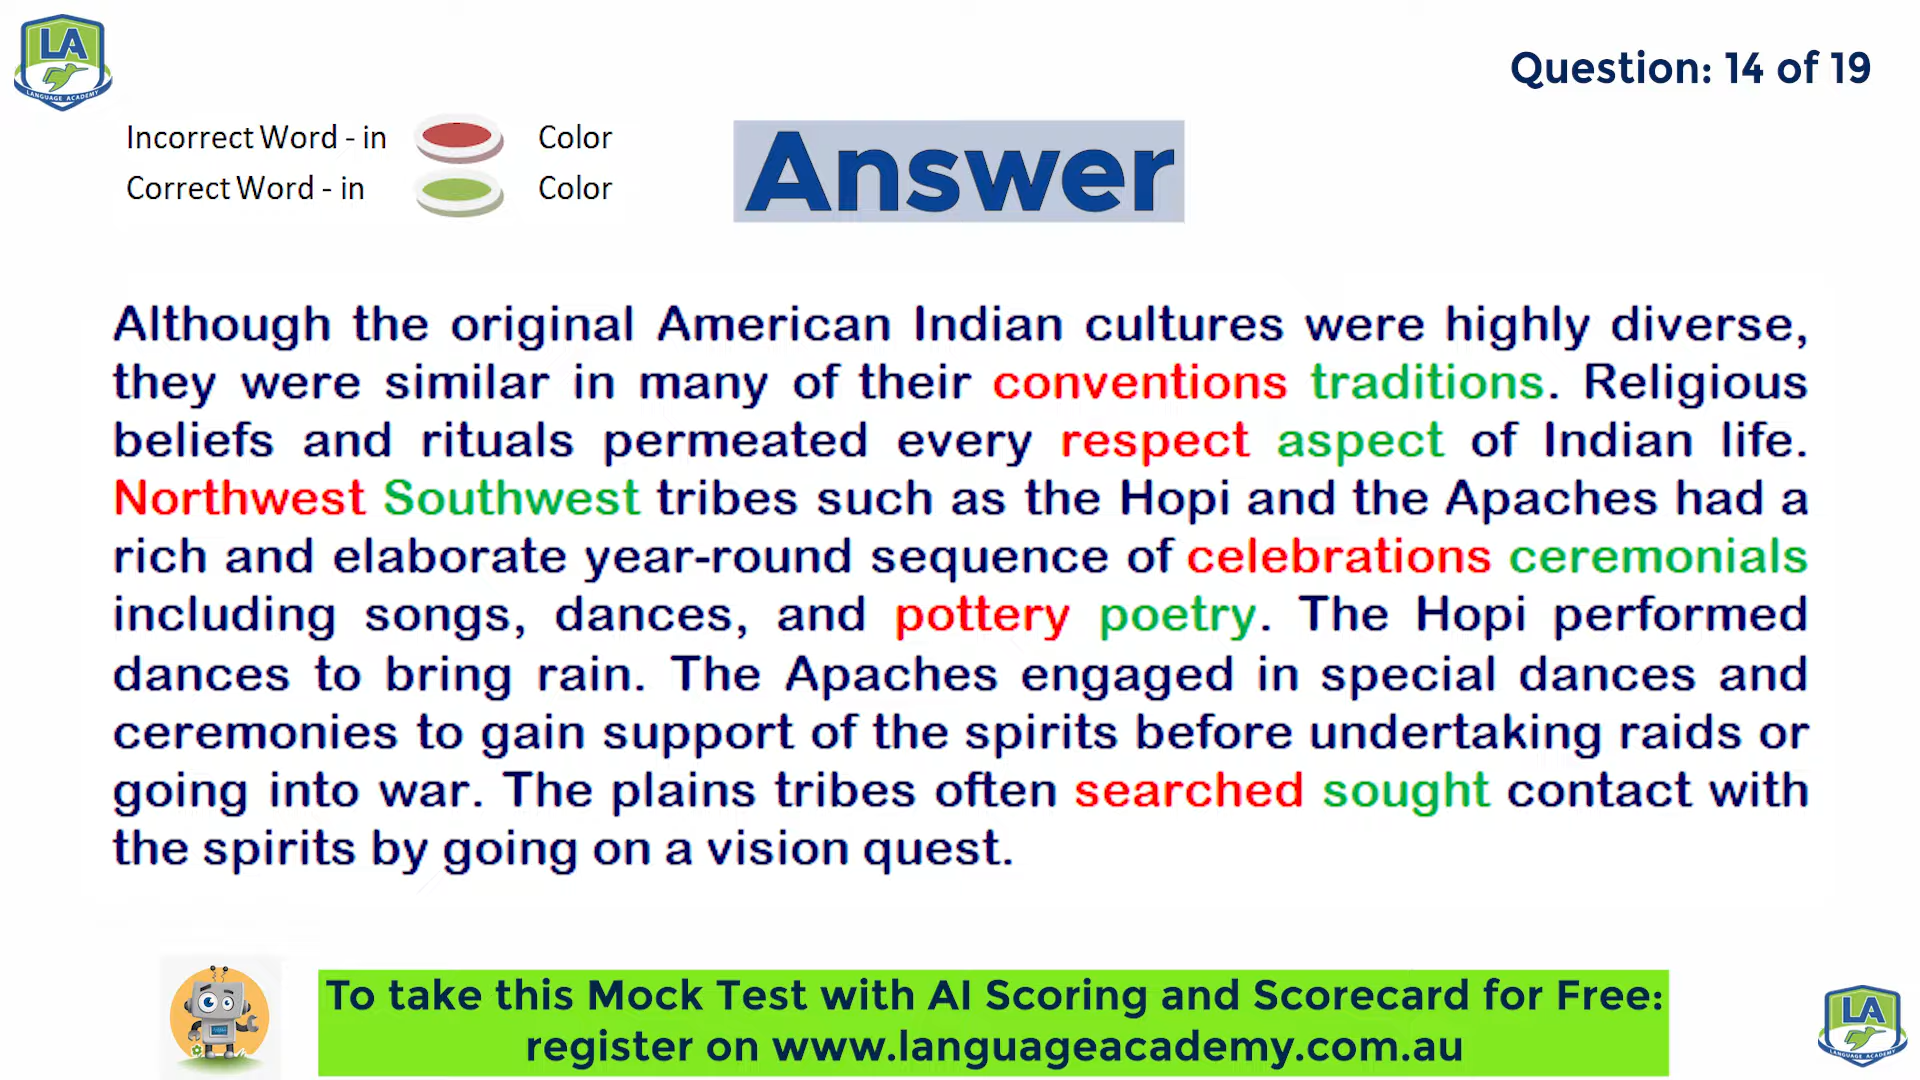 LA
LANGUAGE ACADEMY
Question: 14 of 19
Incorrect Word - in Color
Correct Word - in Color
Answer
Although the original American Indian cultures were highly diverse,
they were similar in many of their conventions traditions. Religious
beliefs and rituals permeated every respect aspect of Indian life.
Northwest Southwest tribes such as the Hopi and the Apaches had a
rich and elaborate year-round sequence of celebrations ceremonials
including songs, dances, and pottery poetry. The Hopi performed
dances to bring rain. The Apaches engaged in special dances and
ceremonies to gain support of the spirits before undertaking raids or
going into war. The plains tribes often searched sought contact with
the spirits by going on a vision quest.
To take this Mock Test with AI Scoring and Scorecard for Free:
register on www.languageacademy.com.au
LA
LANGUAGE ACADEMY